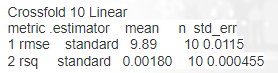 Crossfold 10 Linear
metric .estimator mean n std_err
1 rmse standard 9.89 10 0.0115
2 rsq standard 0.00180 10 0.000455